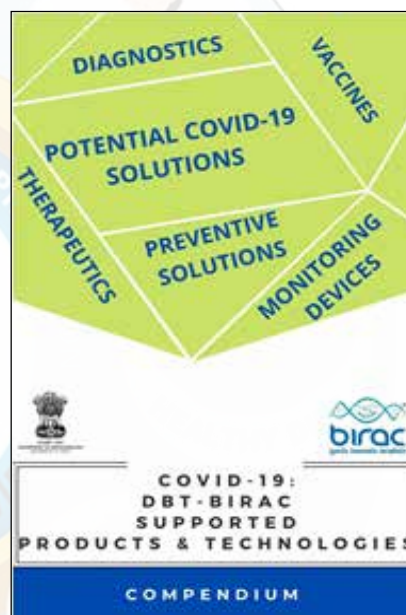 DIAGNOSTICS
VACCINES
POTENTIAL COVID-19
SOLUTIONS
THERAPEUTICS
PREVENTIVE
SOLUTIONS
MONITORING
DEVICES
birac
COVID-19:
DBT-BIRAC
SUPPORTED
PRODUCTS & TECHNOLOGIES
COMPENDIUM